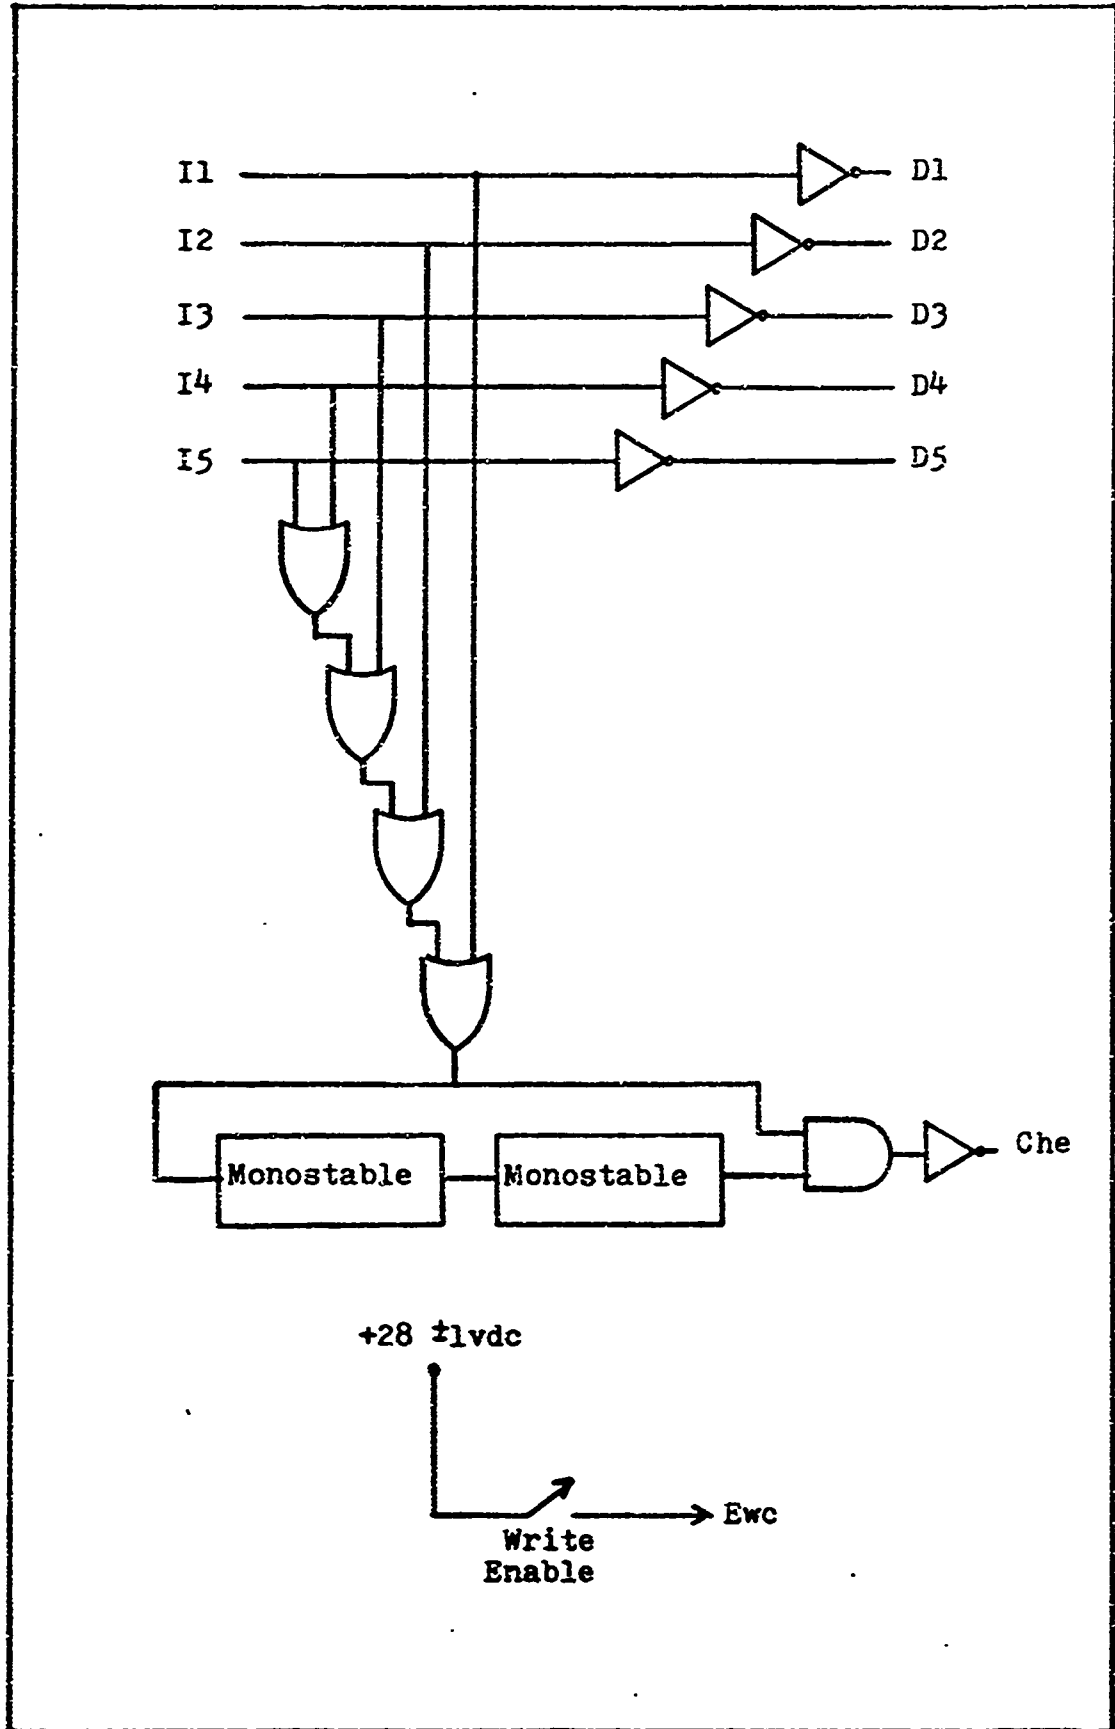 I1 D1
I2 D2
I3 D3
I4 D4
I5 D5
Che
Monostable Monostable
+28 ±1vdc
Ewc
Write
Enable